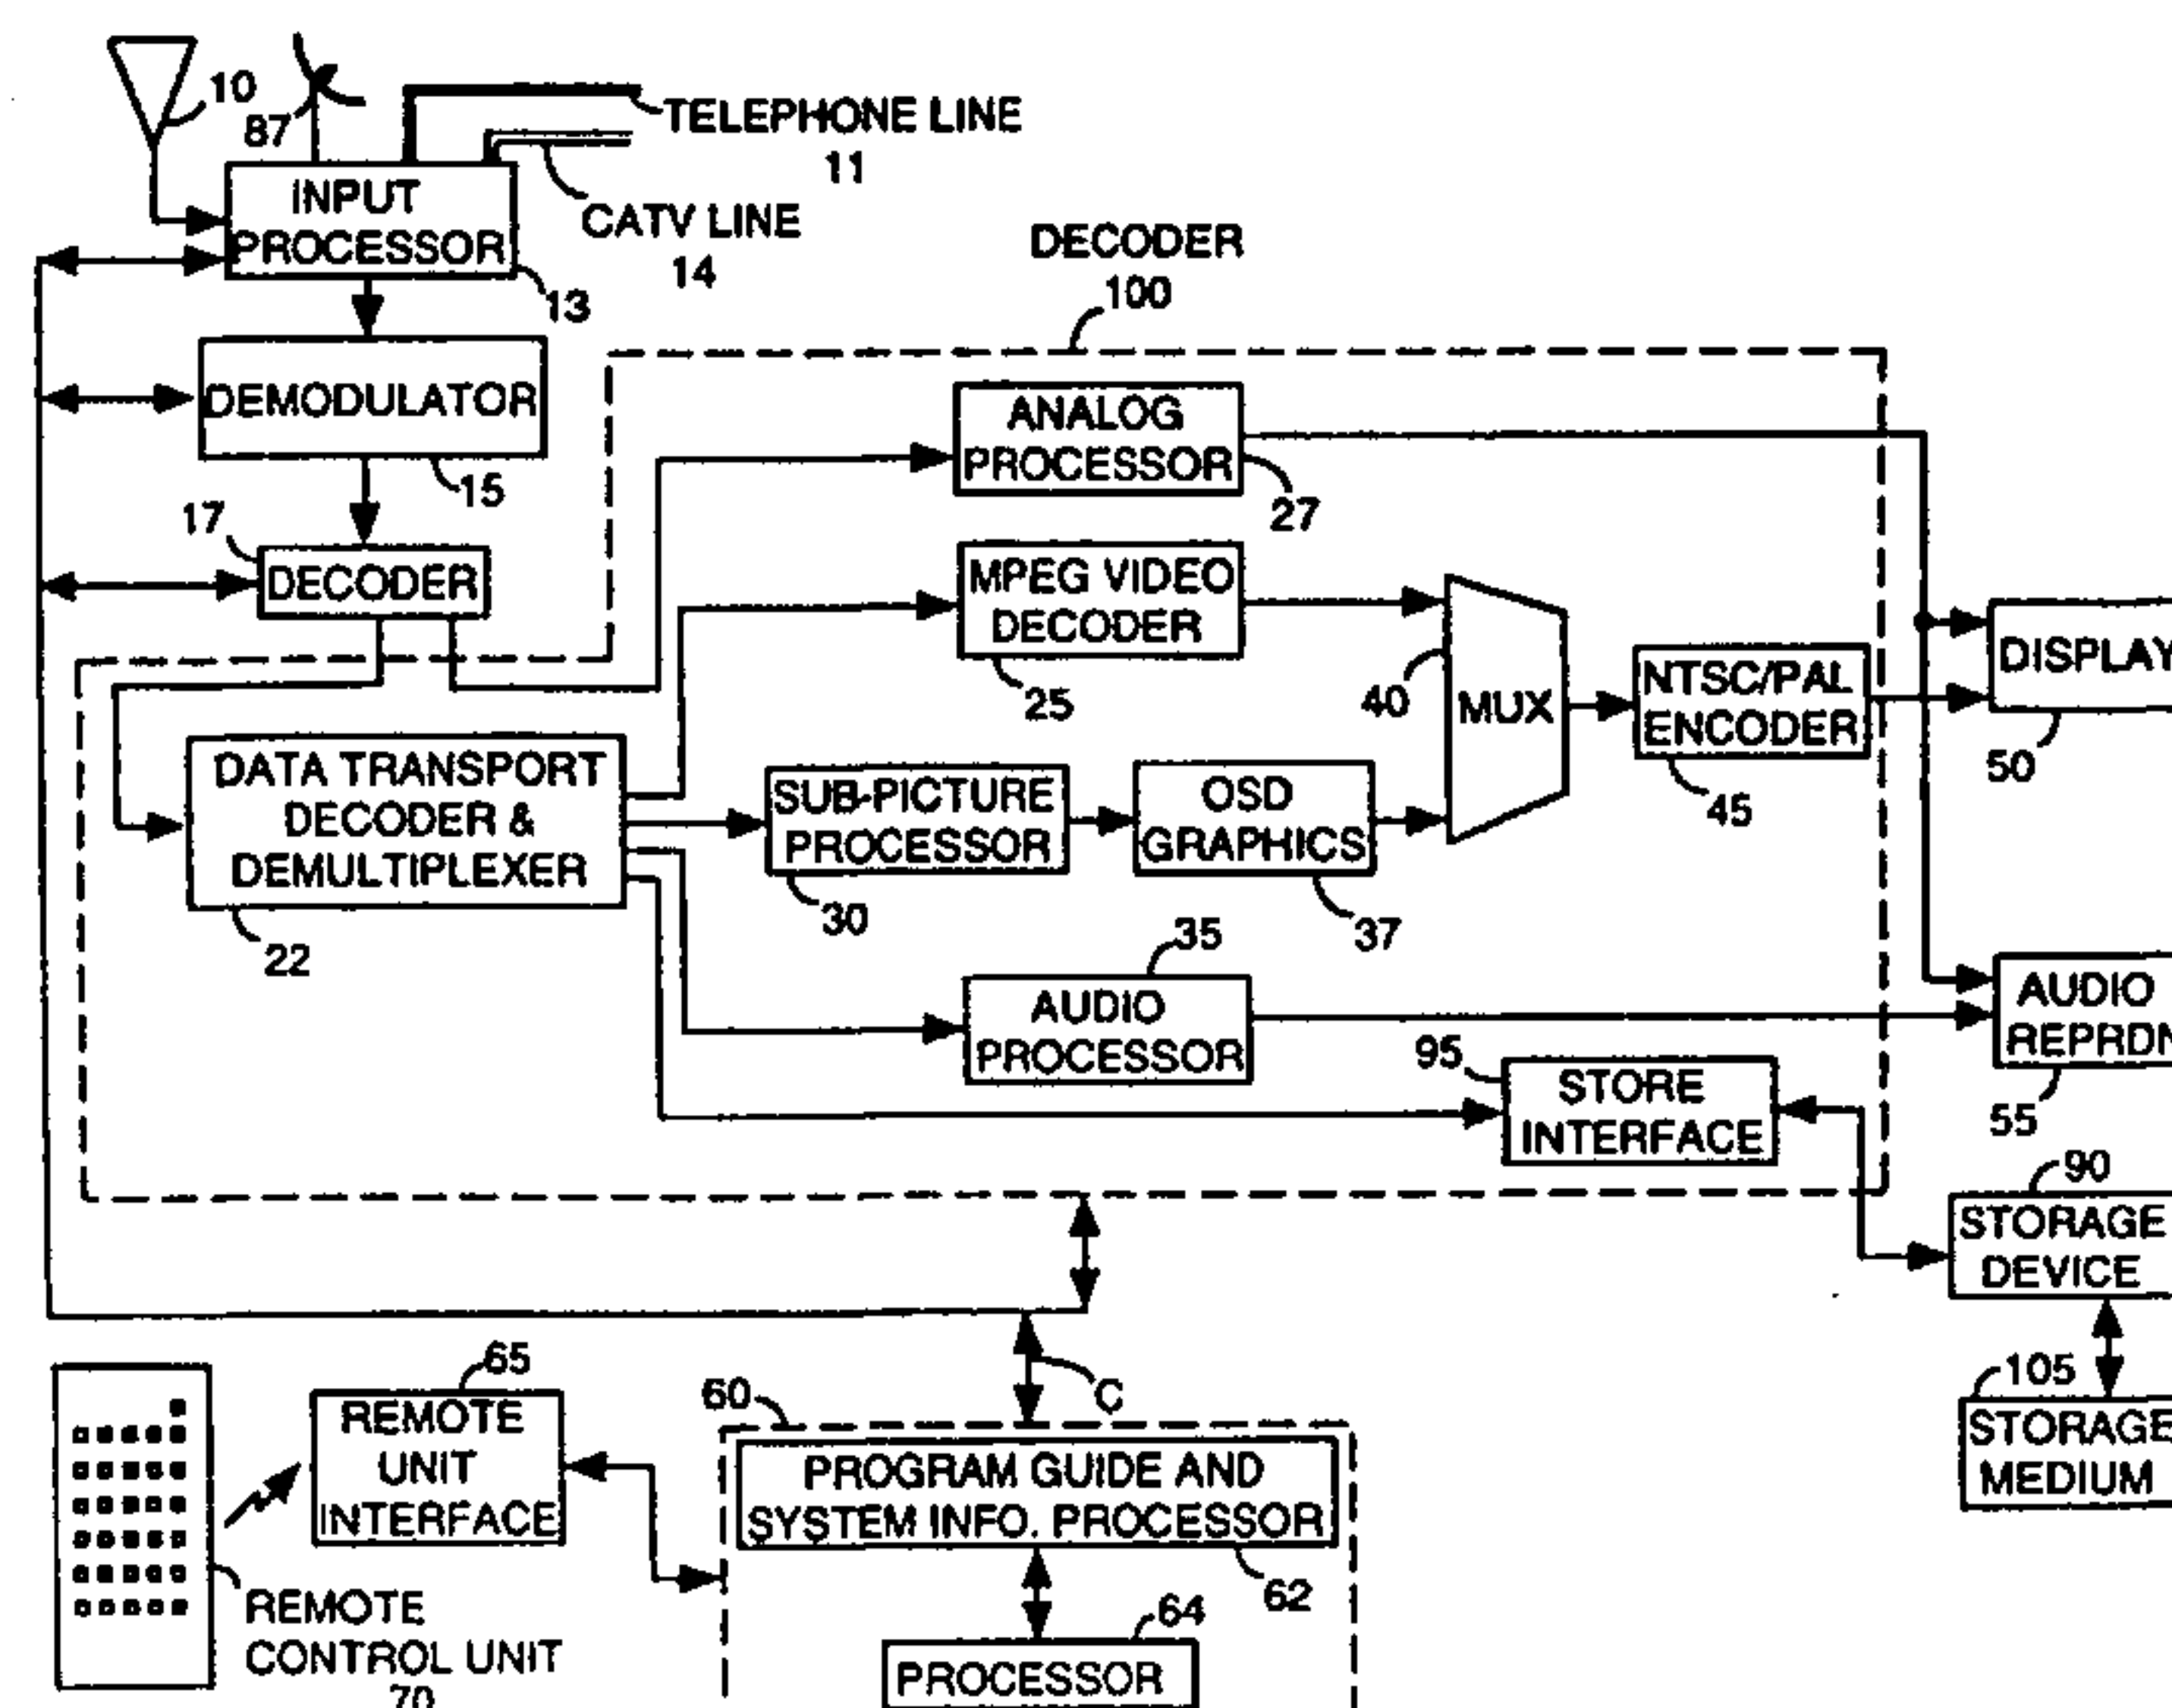 10
87
TELEPHONE LINE
11
INPUT
PROCESSOR
CATV LINE
14
13
DECODER
100
DEMODULATOR
15
ANALOG
PROCESSOR
27
17
DECODER
MPEG VIDEO
DECODER
25
40
MUX
NTSC/PAL
ENCODER
45
DISPLAY
50
DATA TRANSPORT
DECODER &
DEMULTIPLEXER
22
SUB-PICTURE
PROCESSOR
30
OSD
GRAPHICS
37
35
AUDIO
PROCESSOR
AUDIO
REPRDN
55
95
STORE
INTERFACE
90
STORAGE
DEVICE
105
STORAGE
MEDIUM
65
REMOTE
UNIT
INTERFACE
C
60
PROGRAM GUIDE AND
SYSTEM INFO. PROCESSOR
62
64
PROCESSOR
REMOTE
CONTROL UNIT
70